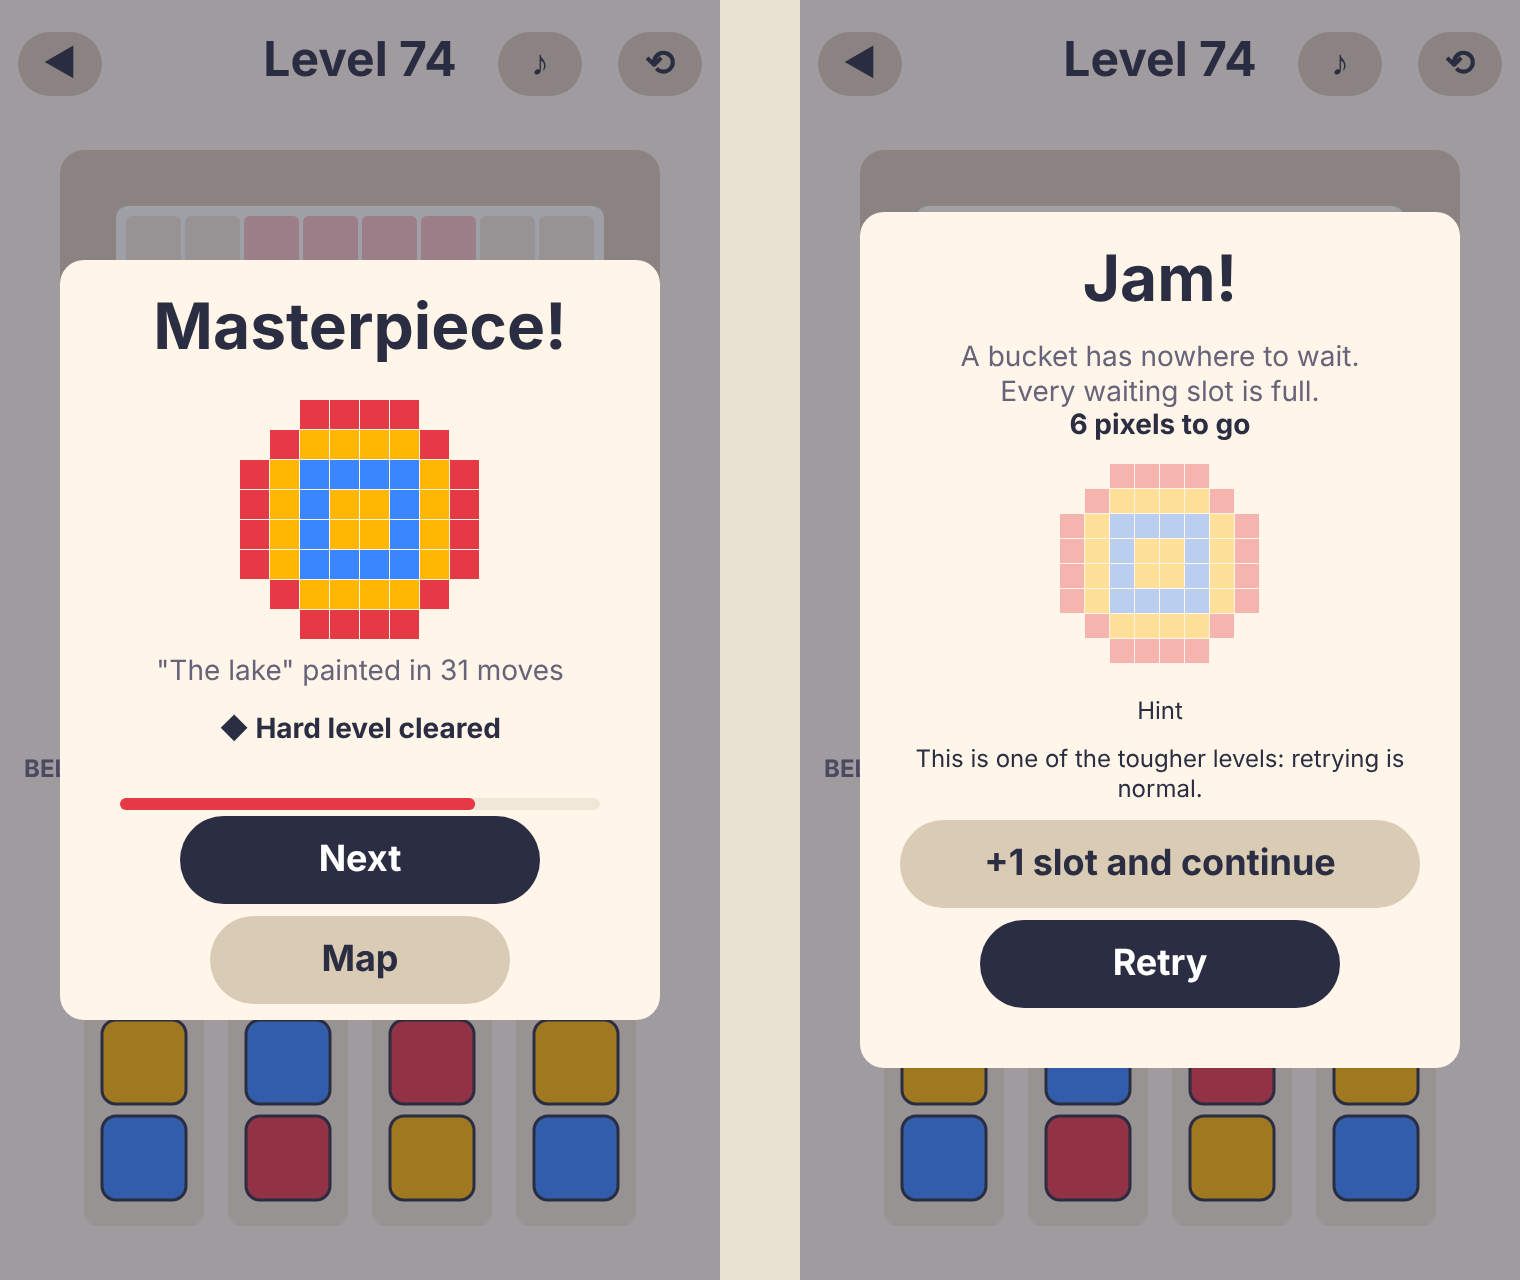 Level 74
♪
⟲
Masterpiece!
"The lake" painted in 31 moves
◆ Hard level cleared
BEL
Next
Map
Level 74
♪
⟲
Jam!
A bucket has nowhere to wait.
Every waiting slot is full.
6 pixels to go
Hint
This is one of the tougher levels: retrying is
normal.
BEL
+1 slot and continue
Retry